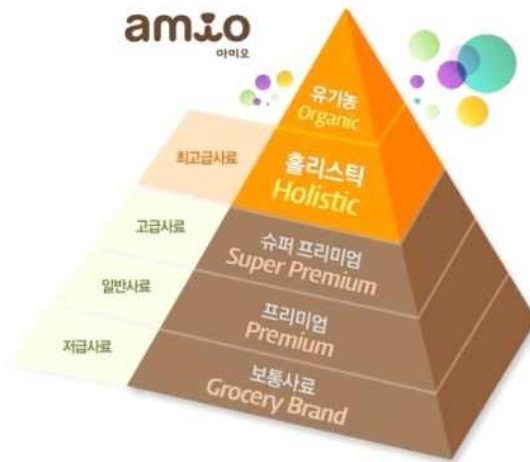 amio
아미오
유기농
Organic
최고급사료
홀리스틱
Holistic
고급사료
슈퍼 프리미엄
Super Premium
일반사료
프리미엄
Premium
저급사료
보통사료
Grocery Brand